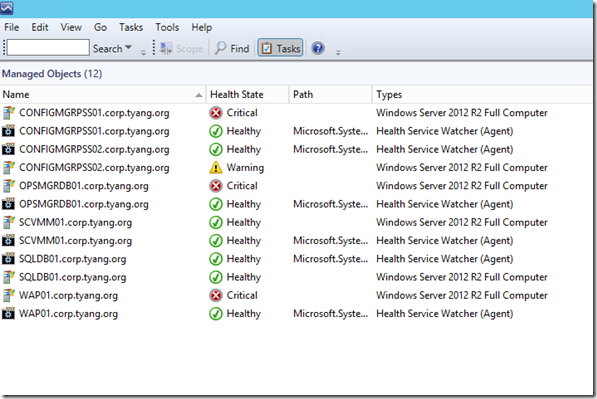 File Edit View Go Tasks Tools Help
Search Scope Find Tasks
Managed Objects (12)
Name Health State Path Types
CONFIGMGRPSS01.corp.tyang.org Critical Windows Server 2012 R2 Full Computer
CONFIGMGRPSS01.corp.tyang.org Healthy Microsoft.Syste... Health Service Watcher (Agent)
CONFIGMGRPSS02.corp.tyang.org Healthy Microsoft.Syste... Health Service Watcher (Agent)
CONFIGMGRPSS02.corp.tyang.org Warning Windows Server 2012 R2 Full Computer
OPSMGRDB01.corp.tyang.org Critical Windows Server 2012 R2 Full Computer
OPSMGRDB01.corp.tyang.org Healthy Microsoft.Syste... Health Service Watcher (Agent)
SCVMM01.corp.tyang.org Healthy Windows Server 2012 R2 Full Computer
SCVMM01.corp.tyang.org Healthy Microsoft.Syste... Health Service Watcher (Agent)
SQLDB01.corp.tyang.org Healthy Microsoft.Syste... Health Service Watcher (Agent)
SQLDB01.corp.tyang.org Healthy Windows Server 2012 R2 Full Computer
WAP01.corp.tyang.org Critical Windows Server 2012 R2 Full Computer
WAP01.corp.tyang.org Healthy Microsoft.Syste... Health Service Watcher (Agent)